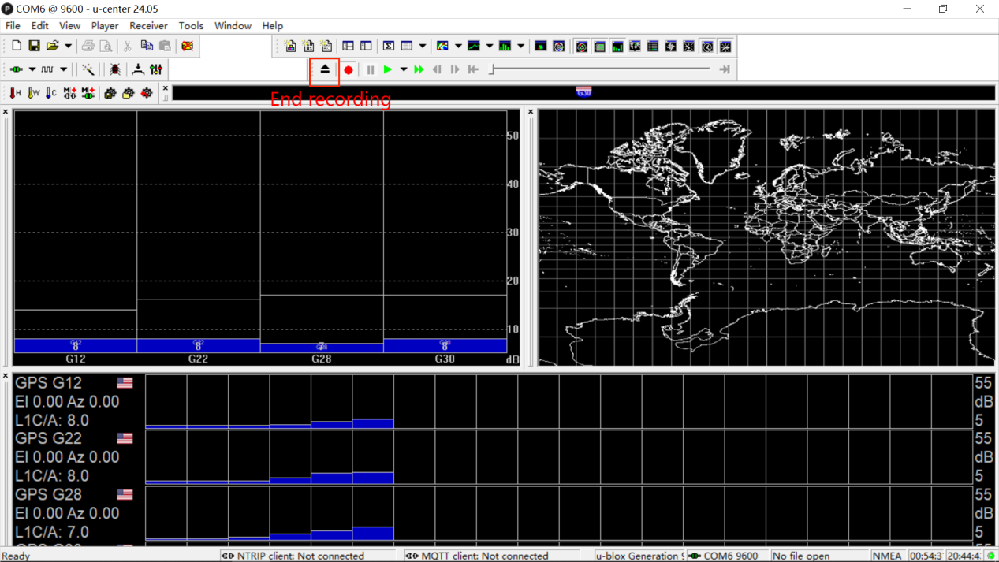 COM6 @ 9600 - u-center 24.05
File Edit View Player Receiver Tools Window Help
H W C M M
G30
End recording
50
40
30
20
10
8 8 7 8
G12 G22 G28 G30 dB
GPS G12 55
El 0.00 Az 0.00 dB
L1C/A: 8.0 5
GPS G22 55
El 0.00 Az 0.00 dB
L1C/A: 8.0 5
GPS G28 55
El 0.00 Az 0.00 dB
L1C/A: 7.0 5
Ready NTRIP client: Not connected MQTT client: Not connected u-blox Generation COM6 9600 No file open NMEA 00:54:3 20:44:4